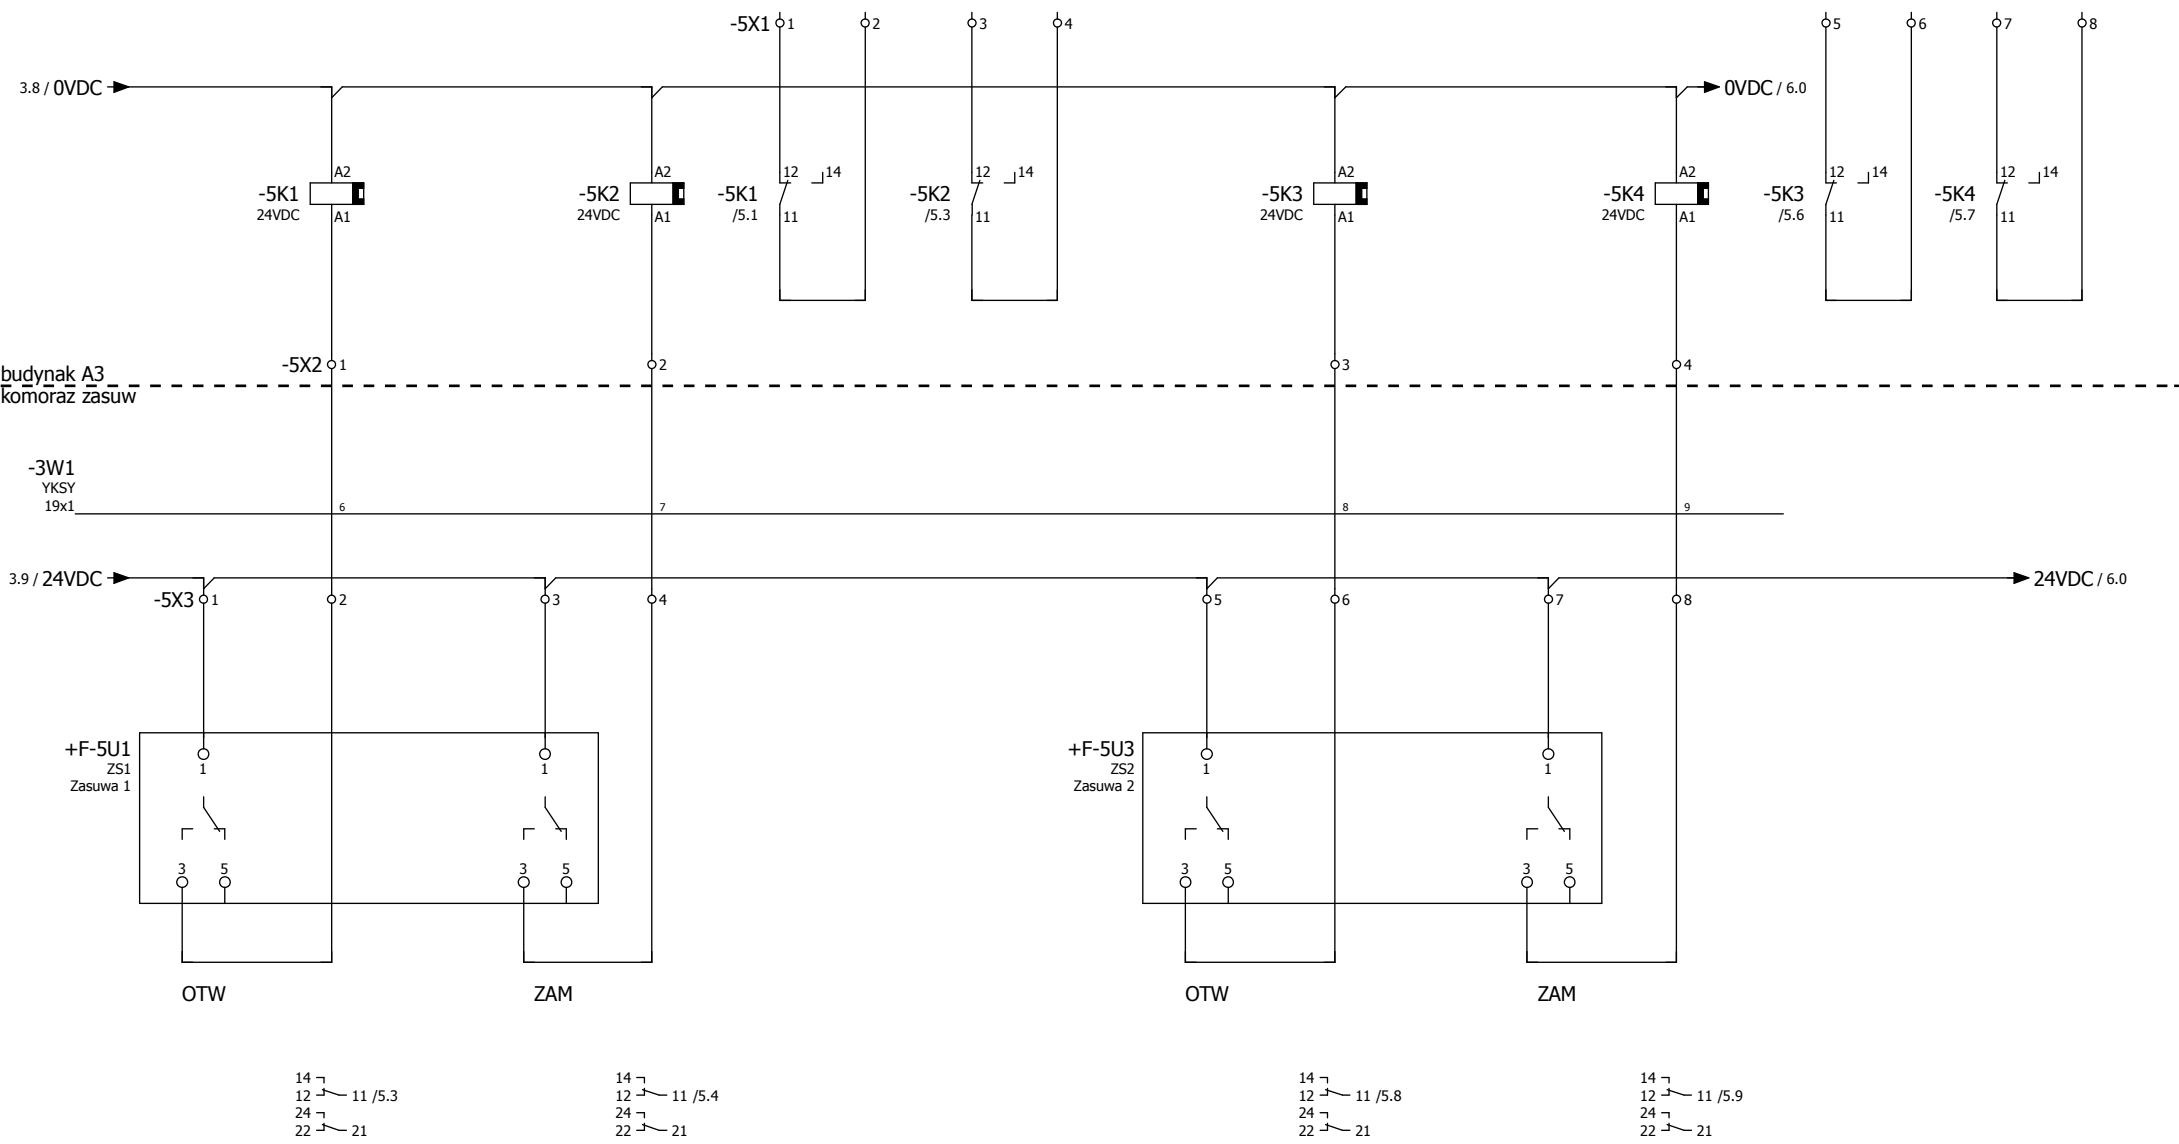 -5X1 1 2 3 4 5 6 7 8
3.8 / 0VDC 0VDC / 6.0
A2 A2 12 14 12 14 A2 A2 12 14 12 14
-5K1 -5K2 -5K1 -5K2 -5K3 -5K4 -5K3 -5K4
24VDC A1 24VDC A1 /5.1 11 /5.3 11 24VDC A1 24VDC A1 /5.6 11 /5.7 11
-5X2 1 2 3 4
budynak A3
komoraz zasuw
-3W1
YKSY
19x1 6 7 8 9
3.9 / 24VDC 24VDC / 6.0
-5X3 1 2 3 4 5 6 7 8
+F-5U1 +F-5U3
ZS1 1 1 ZS2 1 1
Zasuwa 1 Zasuwa 2
3 5 3 5 3 5 3 5
OTW ZAM OTW ZAM
14 14 14 14
12 11 /5.3 12 11 /5.4 12 11 /5.8 12 11 /5.9
24 24 24 24
22 21 22 21 22 21 22 21